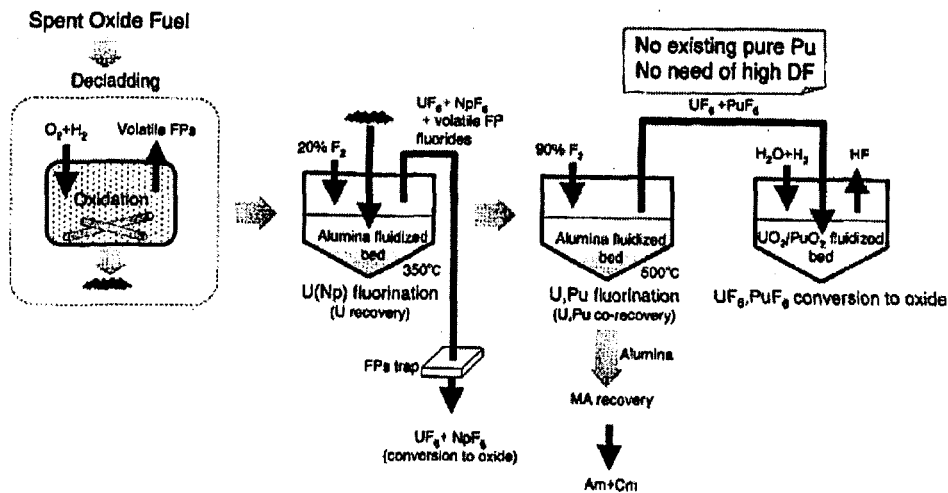 Spent Oxide Fuel
Decladding
O₂+H₂
Volatile FPs
Oxidation
20% F₂
UF₆+ NpF₆
+ volatile FP
fluorides
Alumina fluidized
bed
350°C
U(Np) fluorination
(U recovery)
FPs trap
UF₆+ NpF₆
(conversion to oxide)
No existing pure Pu
No need of high DF
UF₆+PuF₆
90% F₂
Alumina fluidized
bed
500°C
U,Pu fluorination
(U,Pu co-recovery)
Alumina
MA recovery
Am+Cm
H₂O+H₂
HF
UO₂/PuO₂ fluidized
bed
UF₆,PuF₆ conversion to oxide